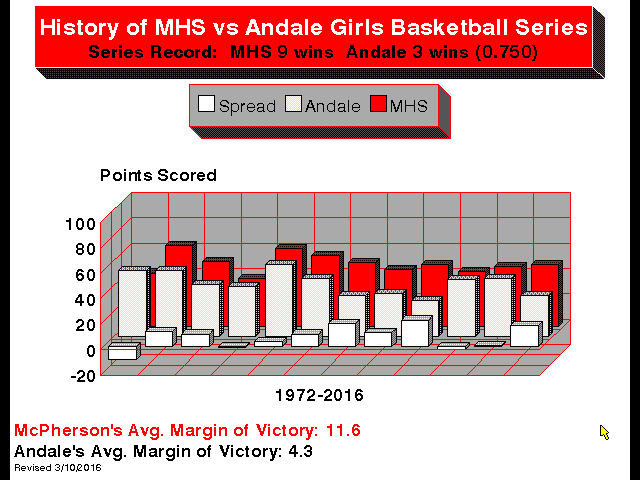 History of MHS vs Andale Girls Basketball Series
Series Record:  MHS 9 wins  Andale 3 wins (0.750)
Spread Andale MHS
Points Scored
100
80
60
40
20
0
-20
1972-2016
McPherson's Avg. Margin of Victory: 11.6
Andale's Avg. Margin of Victory: 4.3
Revised 3/10/2016